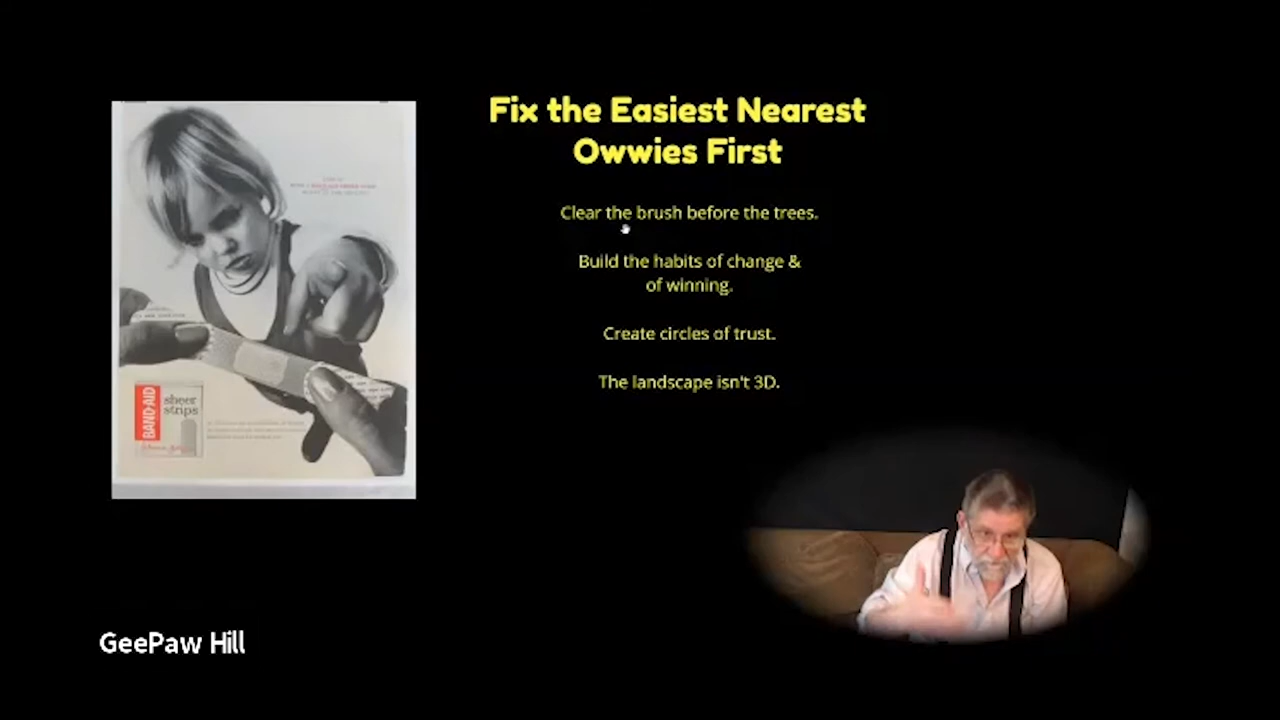 Fix the Easiest Nearest
Owwies First
Clear the brush before the trees.
Build the habits of change &
of winning.
Create circles of trust.
The landscape isn't 3D.
BAND-AID
sheer
strips
GeePaw Hill